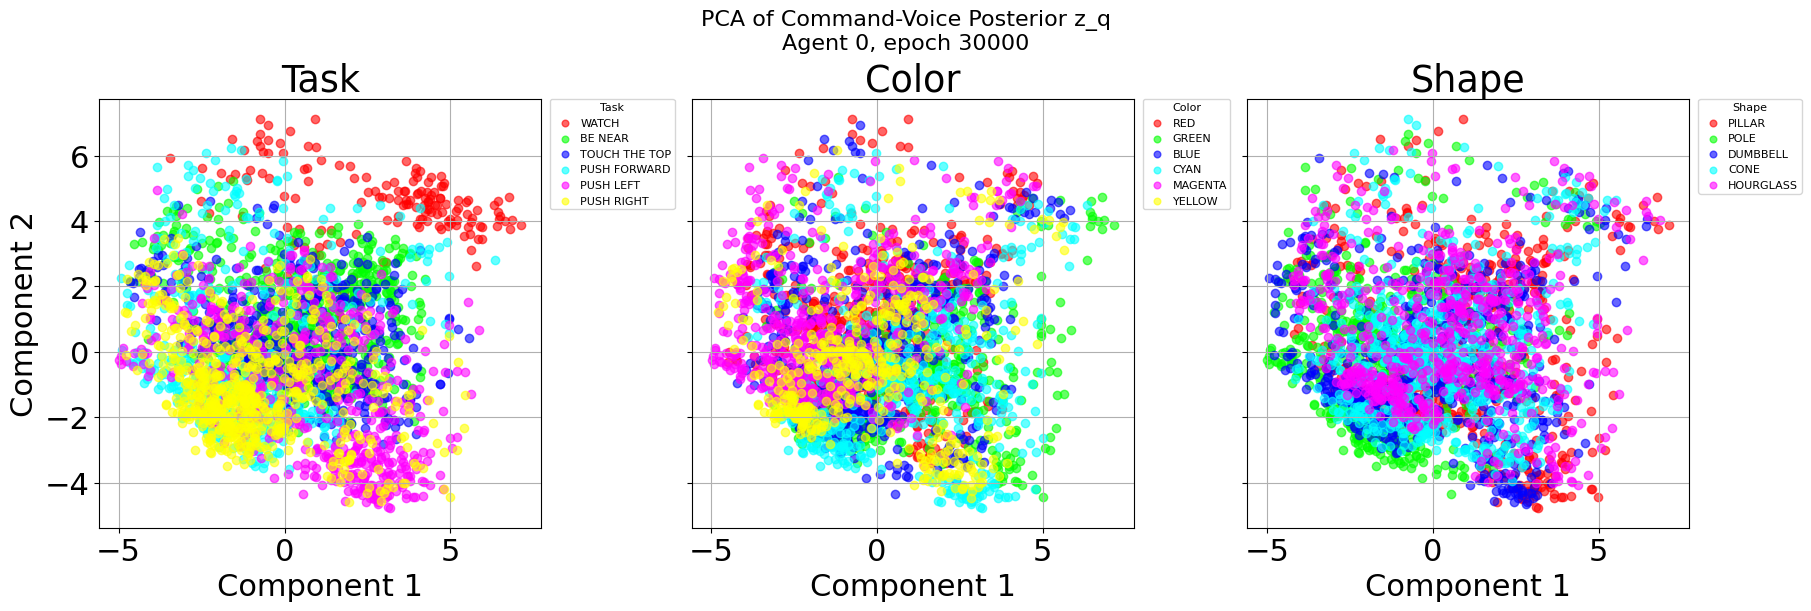 PCA of Command-Voice Posterior z_q
Agent 0, epoch 30000
Task
Color
Shape
Component 2
6
4
2
0
−2
−4
−5
0
5
Component 1
Task
WATCH
BE NEAR
TOUCH THE TOP
PUSH FORWARD
PUSH LEFT
PUSH RIGHT
−5
0
5
Component 1
Color
RED
GREEN
BLUE
CYAN
MAGENTA
YELLOW
−5
0
5
Component 1
Shape
PILLAR
POLE
DUMBBELL
CONE
HOURGLASS